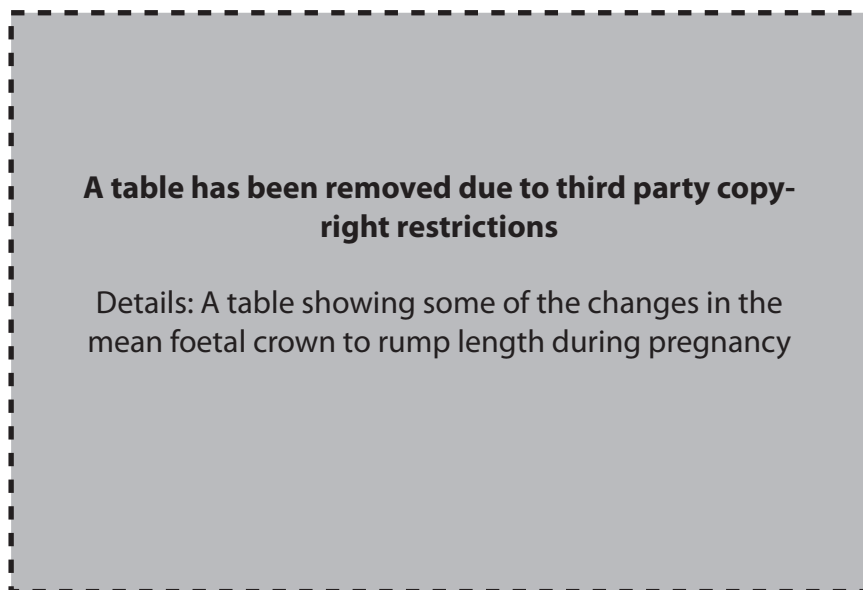 A table has been removed due to third party copy-
right restrictions
Details: A table showing some of the changes in the
mean foetal crown to rump length during pregnancy